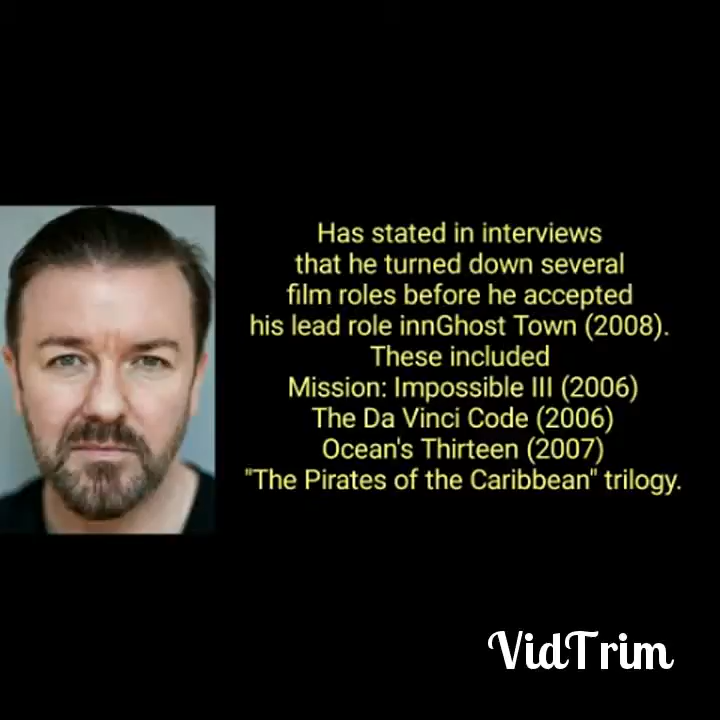 Has stated in interviews
that he turned down several
film roles before he accepted
his lead role innGhost Town (2008).
These included
Mission: Impossible III (2006)
The Da Vinci Code (2006)
Ocean's Thirteen (2007)
"The Pirates of the Caribbean" trilogy.
VidTrim